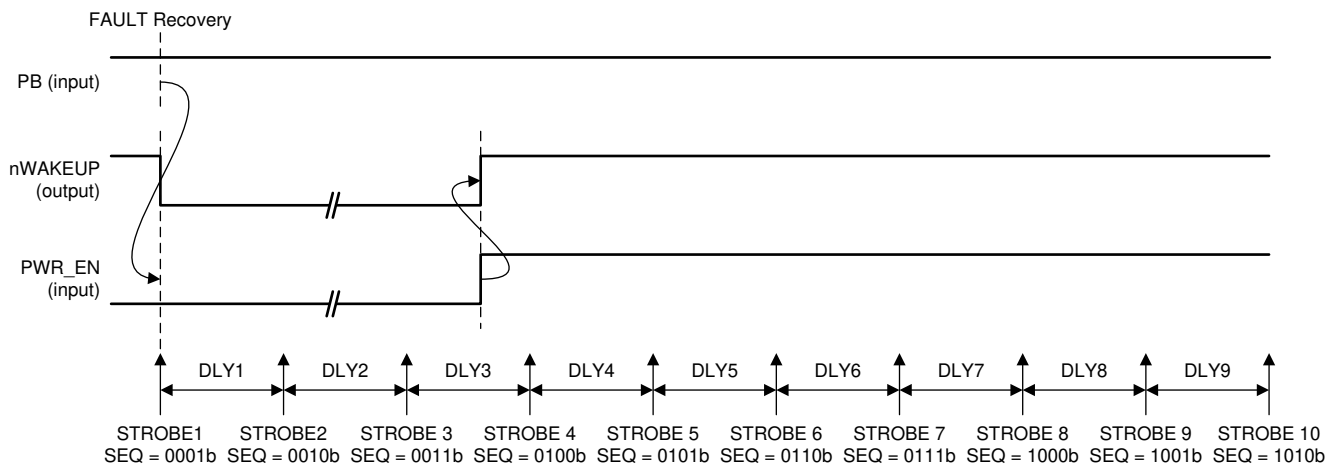 FAULT Recovery
PB (input)
nWAKEUP
(output)
PWR_EN
(input)
DLY1 DLY2 DLY3 DLY4 DLY5 DLY6 DLY7 DLY8 DLY9
STROBE1 STROBE2 STROBE 3 STROBE 4 STROBE 5 STROBE 6 STROBE 7 STROBE 8 STROBE 9 STROBE 10
SEQ = 0001b SEQ = 0010b SEQ = 0011b SEQ = 0100b SEQ = 0101b SEQ = 0110b SEQ = 0111b SEQ = 1000b SEQ = 1001b SEQ = 1010b